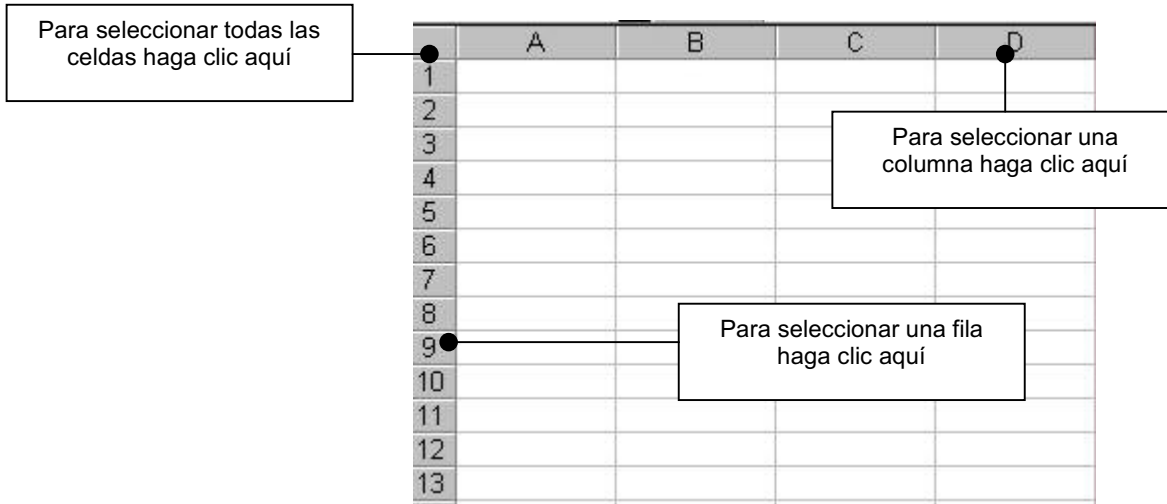 Para seleccionar todas las
celdas haga clic aquí
A B C D
1
2
3
Para seleccionar una
columna haga clic aquí
4
5
6
7
8
Para seleccionar una fila
haga clic aquí
9
10
11
12
13